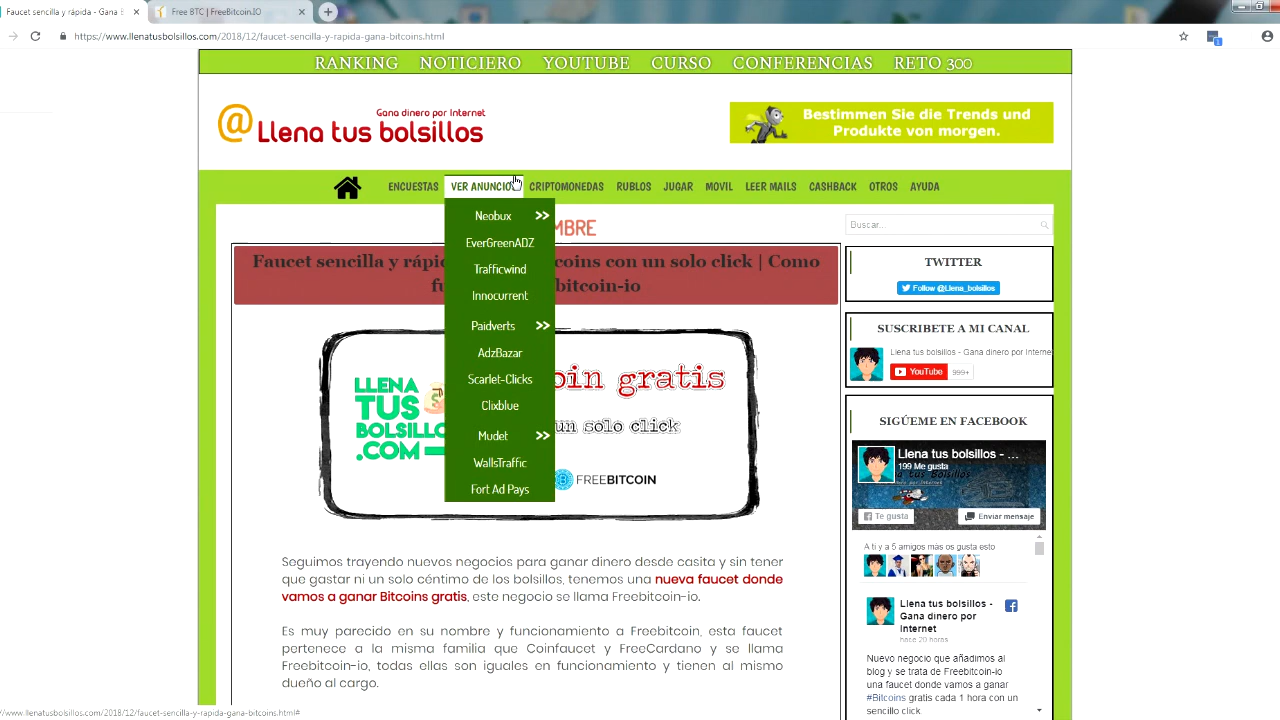 Faucet sencilla y rápida - Gana B
Free BTC | FreeBitcoin.IO
https://www.llenatusbolsillos.com/2018/12/faucet-sencilla-y-rapida-gana-bitcoins.html
RANKING NOTICIERO YOUTUBE CURSO CONFERENCIAS RETO 300
Gana dinero por Internet
@Llena tus bolsillos
Bestimmen Sie die Trends und
Produkte von morgen.
ENCUESTAS VER ANUNCIOS CRIPTOMONEDAS RUBLOS JUGAR MOVIL LEER MAILS CASHBACK OTROS AYUDA
Neobux >>
EverGreenADZ
Trafficwind
Innocurrent
Paidverts >>
AdzBazar
Scarlet-Clicks
Clixblue
Mudet >>
WallsTraffic
Fort Ad Pays
MBRE
Faucet sencilla y rápi coins con un solo click | Como
fu bitcoin-io
LLENA
TUS
BOLSILL
.COM
oin gratis
un solo click
FREEBITCOIN
Seguimos trayendo nuevos negocios para ganar dinero desde casita y sin tener
que gastar ni un solo céntimo de los bolsillos, tenemos una nueva faucet donde
vamos a ganar Bitcoins gratis, este negocio se llama Freebitcoin-io.
Es muy parecido en su nombre y funcionamiento a Freebitcoin, esta faucet
pertenece a la misma familia que Coinfaucet y FreeCardano y se llama
Freebitcoin-io, todas ellas son iguales en funcionamiento y tienen al mismo
dueño al cargo.
Buscar...
TWITTER
Follow @Llena_bolsillos
SUSCRIBETE A MI CANAL
Llena tus bolsillos - Gana dinero por Interne
YouTube 999+
SIGÜEME EN FACEBOOK
Llena tus bolsillos - ...
199 Me gusta
Te gusta
Enviar mensaje
A ti y a 5 amigos más os gusta esto
Llena tus bolsillos -
Gana dinero por
Internet
hace 20 horas
Nuevo negocio que añadimos al
blog y se trata de Freebitcoin-io
una faucet donde vamos a ganar
#Bitcoins gratis cada 1 hora con un
sencillo click.
//www.llenatusbolsillos.com/2018/12/faucet-sencilla-y-rapida-gana-bitcoins.html#